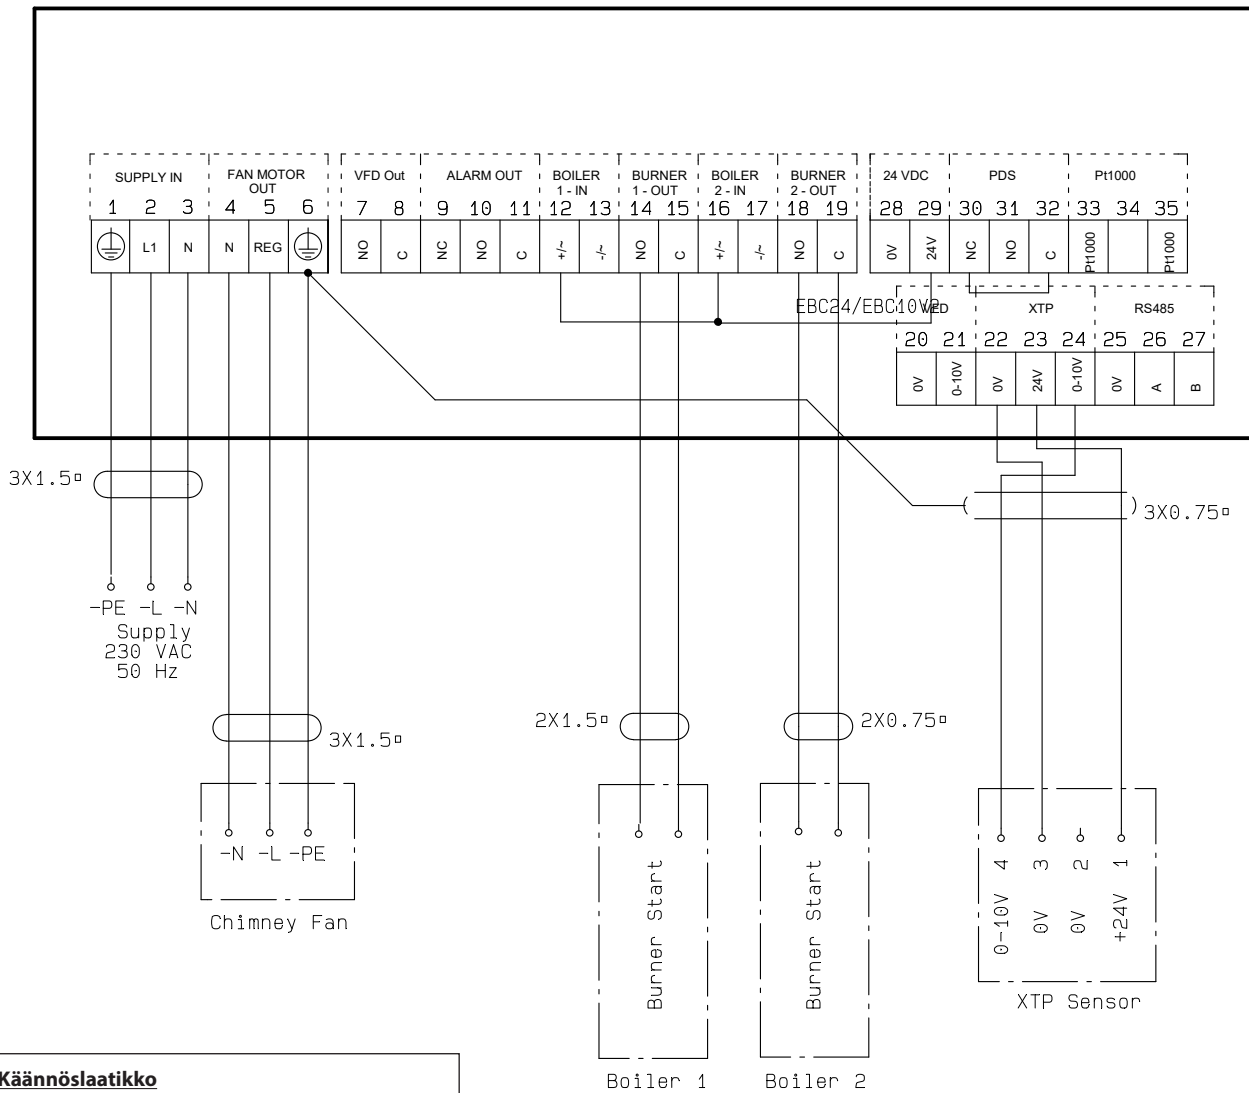 SUPPLY IN FAN MOTOR OUT VFD Out ALARM OUT BOILER 1 - IN BURNER 1 - OUT BOILER 2 - IN BURNER 2 - OUT 24 VDC PDS Pt1000
1 2 3 4 5 6 7 8 9 10 11 12 13 14 15 16 17 18 19 28 29 30 31 32 33 34 35
L1 N N REG NO C NC NO C +/~ -/~ NO C +/~ -/~ NO C 0V 24V NC NO C Pt1000 Pt1000
EBC24/EBC10V2
VFD XTP RS485
20 21 22 23 24 25 26 27
0V 0-10V 0V 24V 0-10V 0V A B
3X1.5▫
3X0.75▫
-PE -L -N
Supply
230 VAC
50 Hz
3X1.5▫
2X1.5▫
2X0.75▫
-N -L -PE
Chimney Fan
Burner Start
Burner Start
4 3 2 1
0-10V 0V 0V +24V
XTP Sensor
Boiler 1
Boiler 2
Käännöslaatikko